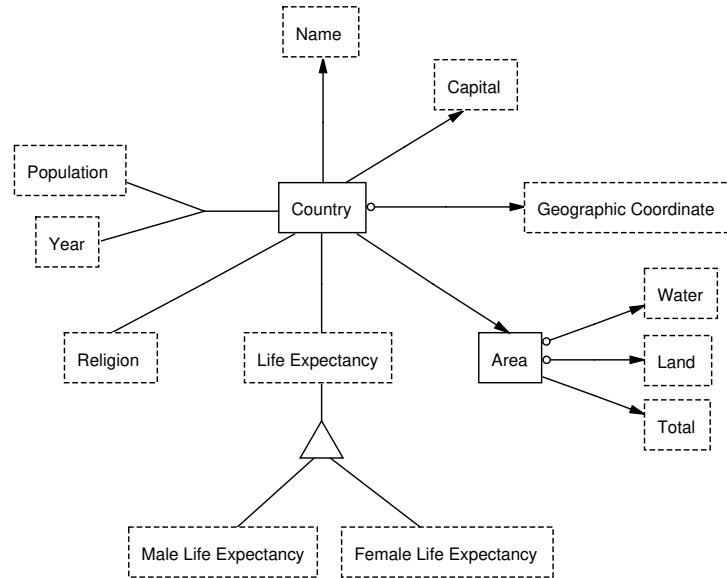 Name
Capital
Population
Country
Geographic Coordinate
Year
Water
Religion
Life Expectancy
Area
Land
Total
Male Life Expectancy
Female Life Expectancy